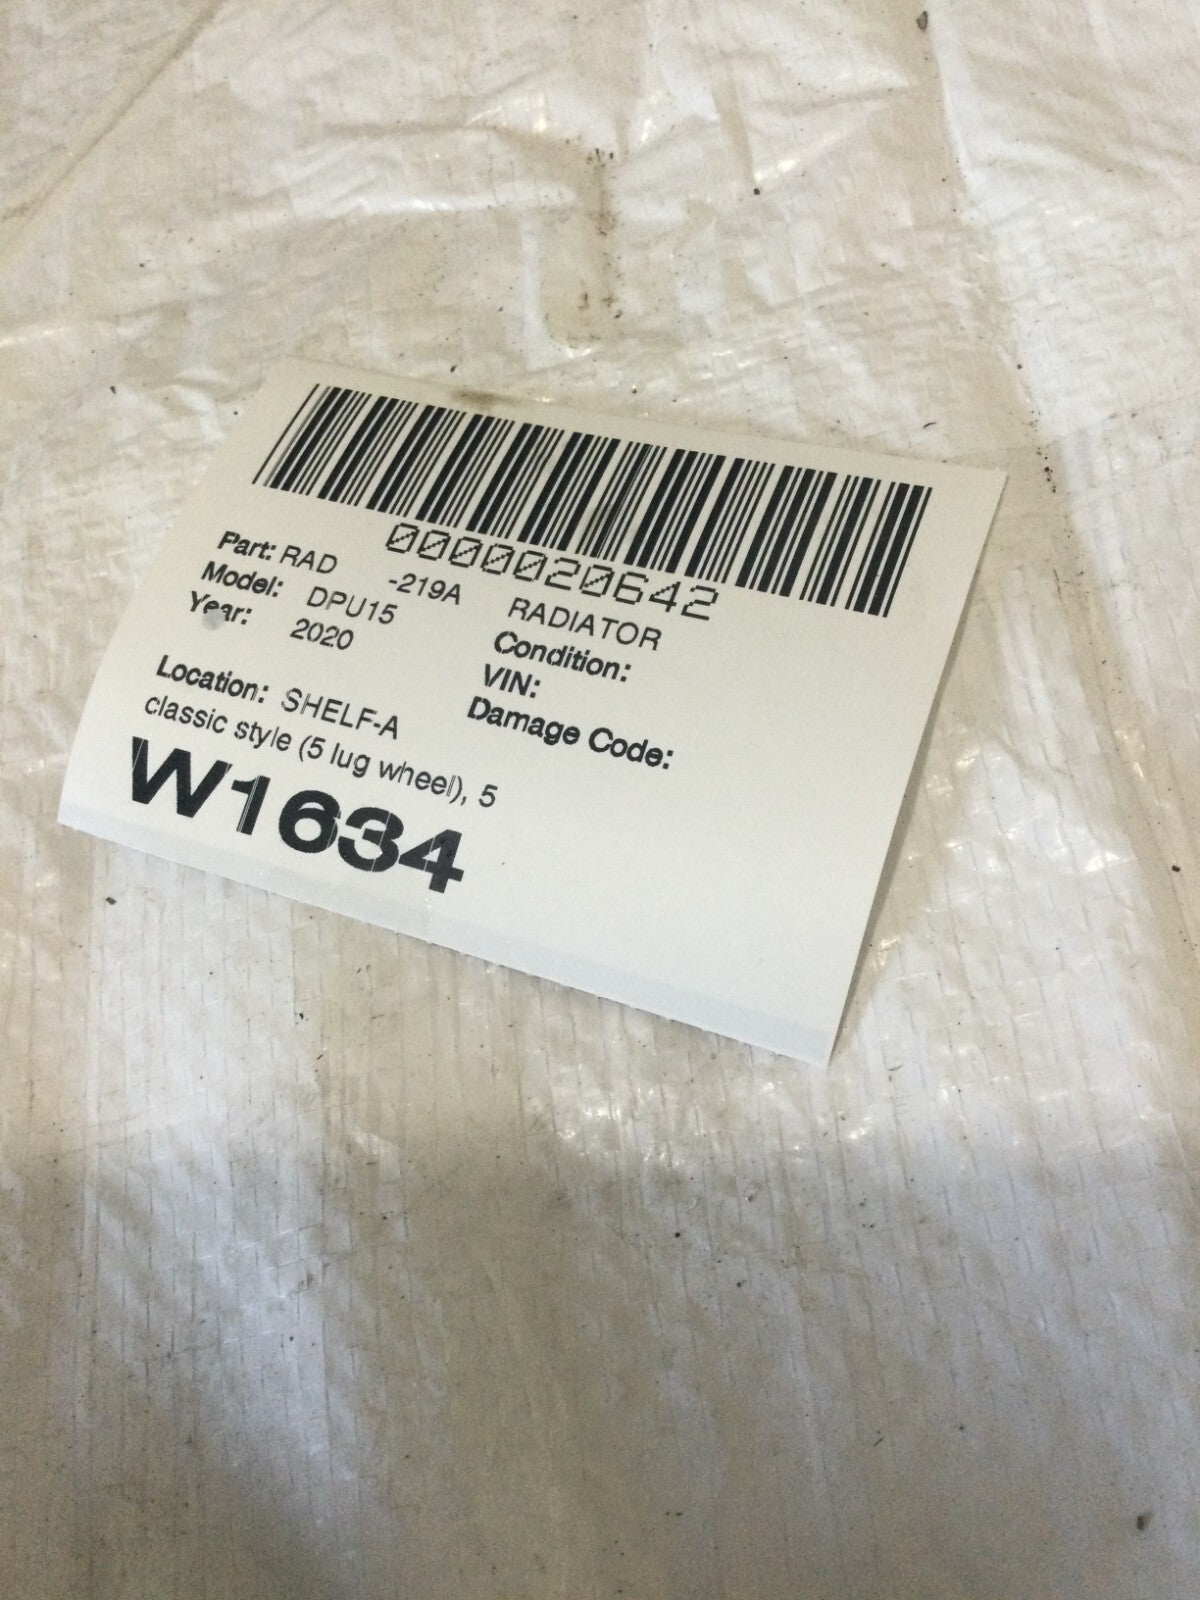 0000020642
Part: RAD -219A RADIATOR
Model: DPU15 Condition:
Year: 2020 VIN:
Damage Code:
Location: SHELF-A
classic style (5 lug wheel), 5
W1634